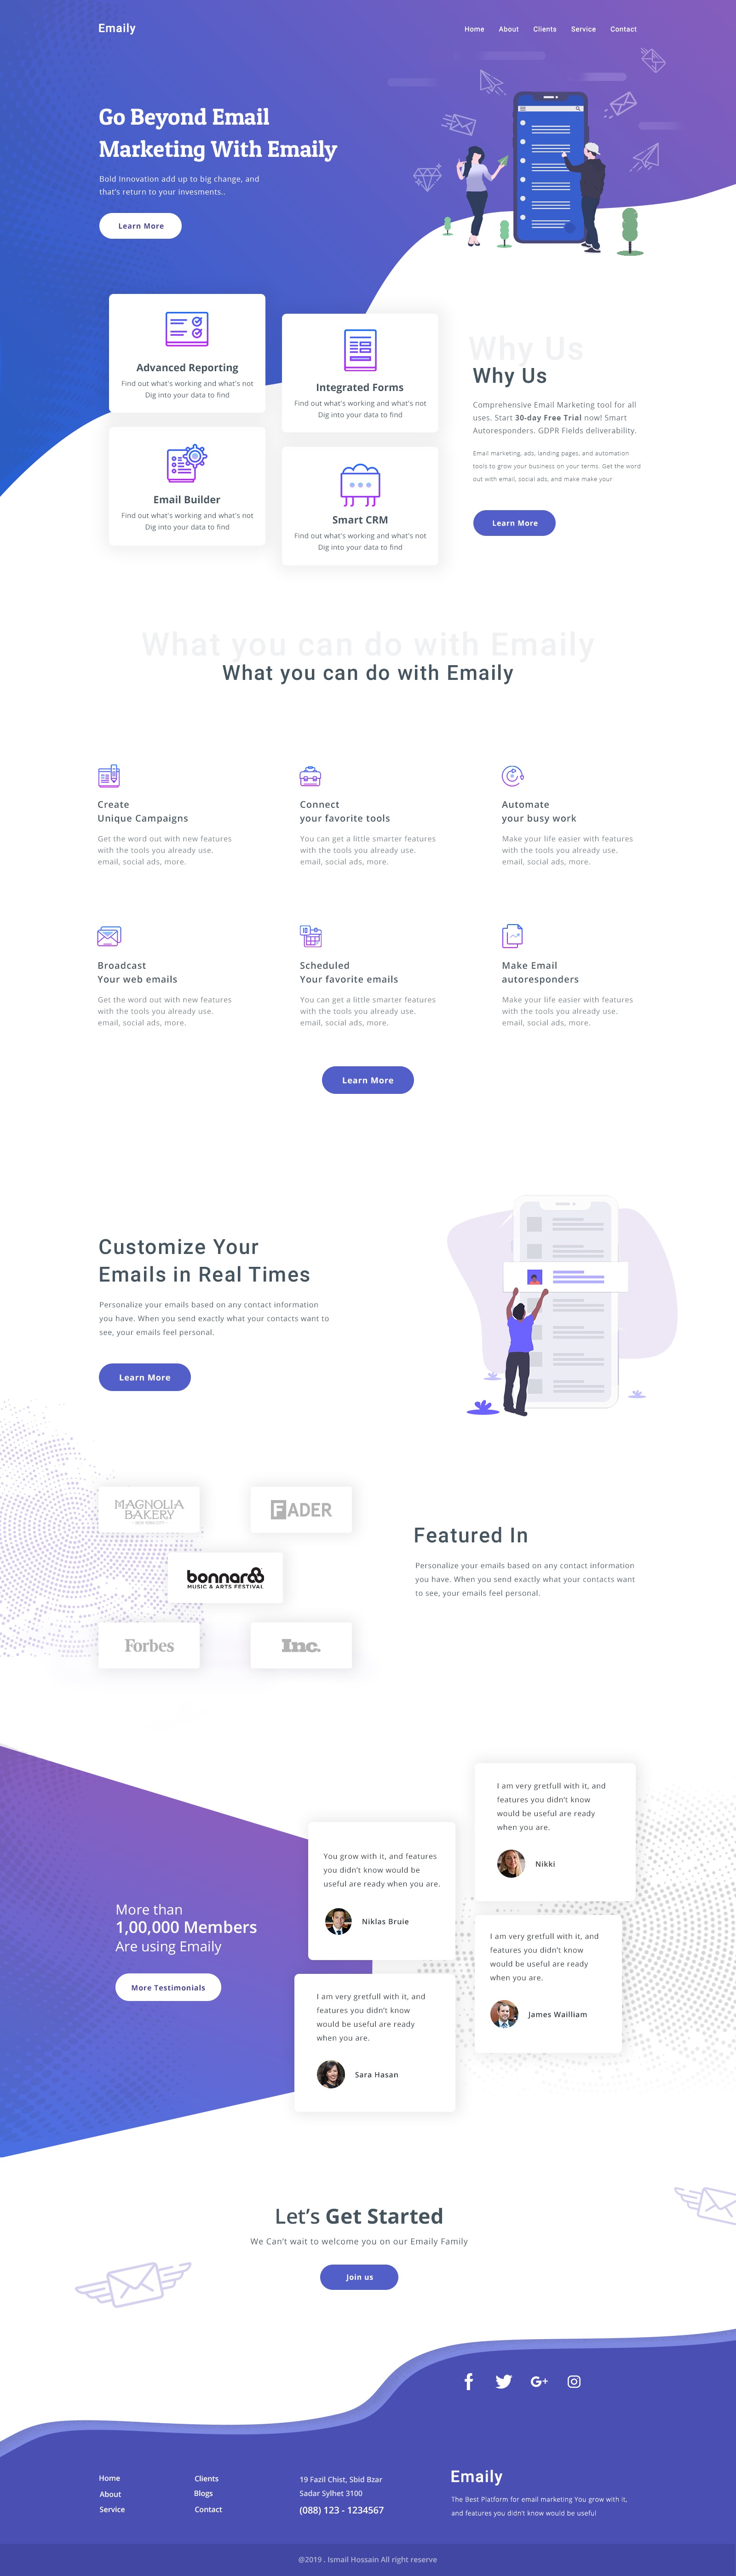 Emaily
Home About Clients Service Contact
Go Beyond Email
Marketing With Emaily
Bold Innovation add up to big change, and
that's return to your invesments..
Learn More
Advanced Reporting
Find out what's working and what's not
Dig into your data to find
Integrated Forms
Find out what's working and what's not
Dig into your data to find
Email Builder
Find out what's working and what's not
Dig into your data to find
Smart CRM
Find out what's working and what's not
Dig into your data to find
Why Us
Why Us
Comprehensive Email Marketing tool for all
uses. Start 30-day Free Trial now! Smart
Autoresponders. GDPR Fields deliverability.
Email marketing, ads, landing pages, and automation
tools to grow your business on your terms. Get the word
out with email, social ads, and make make your
Learn More
What you can do with Emaily
What you can do with Emaily
Create
Unique Campaigns
Get the word out with new features
with the tools you already use.
email, social ads, more.
Connect
your favorite tools
You can get a little smarter features
with the tools you already use.
email, social ads, more.
Automate
your busy work
Make your life easier with features
with the tools you already use.
email, social ads, more.
Broadcast
Your web emails
Get the word out with new features
with the tools you already use.
email, social ads, more.
Scheduled
Your favorite emails
You can get a little smarter features
with the tools you already use.
email, social ads, more.
Make Email
autoresponders
Make your life easier with features
with the tools you already use.
email, social ads, more.
Learn More
Customize Your
Emails in Real Times
Personalize your emails based on any contact information
you have. When you send exactly what your contacts want to
see, your emails feel personal.
Learn More
MAGNOLIA
BAKERY
NEW YORK CITY
FADER
bonnaroo
MUSIC & ARTS FESTIVAL
Forbes
Inc.
Featured In
Personalize your emails based on any contact information
you have. When you send exactly what your contacts want
to see, your emails feel personal.
More than
1,00,000 Members
Are using Emaily
More Testimonials
You grow with it, and features
you didn't know would be
useful are ready when you are.
Niklas Bruie
I am very gretfull with it, and
features you didn't know
would be useful are ready
when you are.
Sara Hasan
I am very gretfull with it, and
features you didn't know
would be useful are ready
when you are.
Nikki
I am very gretfull with it, and
features you didn't know
would be useful are ready
when you are.
James Wailliam
Let's Get Started
We Can't wait to welcome you on our Emaily Family
Join us
Home
About
Service
Clients
Blogs
Contact
19 Fazil Chist, Sbid Bzar
Sadar Sylhet 3100
(088) 123 - 1234567
Emaily
The Best Platform for email marketing You grow with it,
and features you didn't know would be useful
@2019 . Ismail Hossain All right reserve